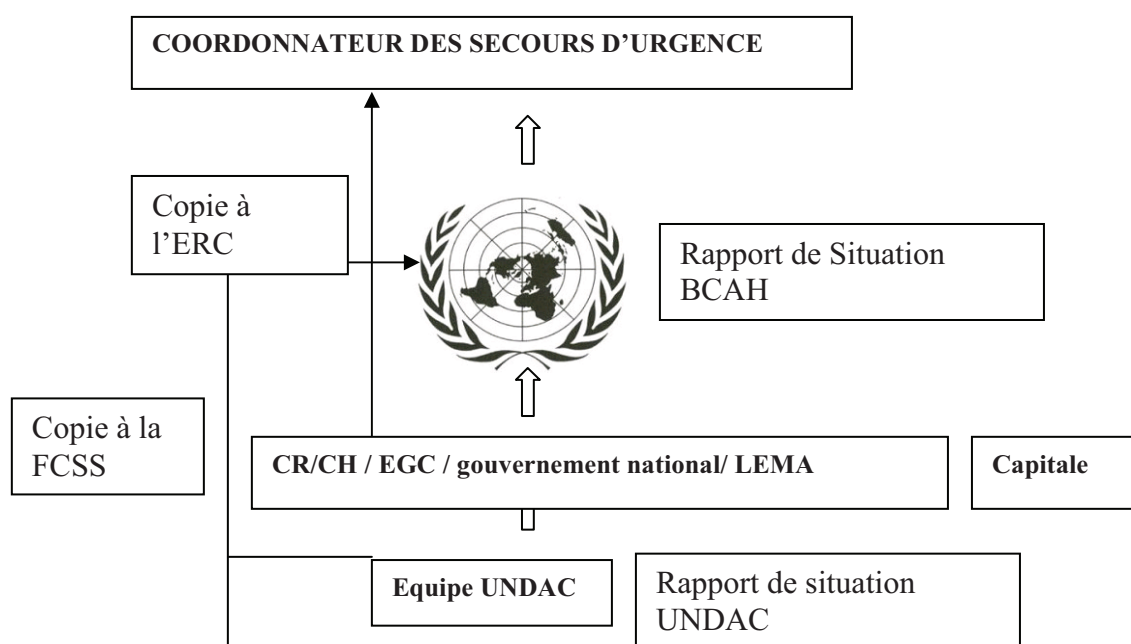 COORDONNATEUR DES SECOURS D’URGENCE
Copie à
l’ERC
Rapport de Situation
BCAH
Copie à la
FCSS
CR/CH / EGC / gouvernement national/ LEMA
Capitale
Equipe UNDAC
Rapport de situation
UNDAC